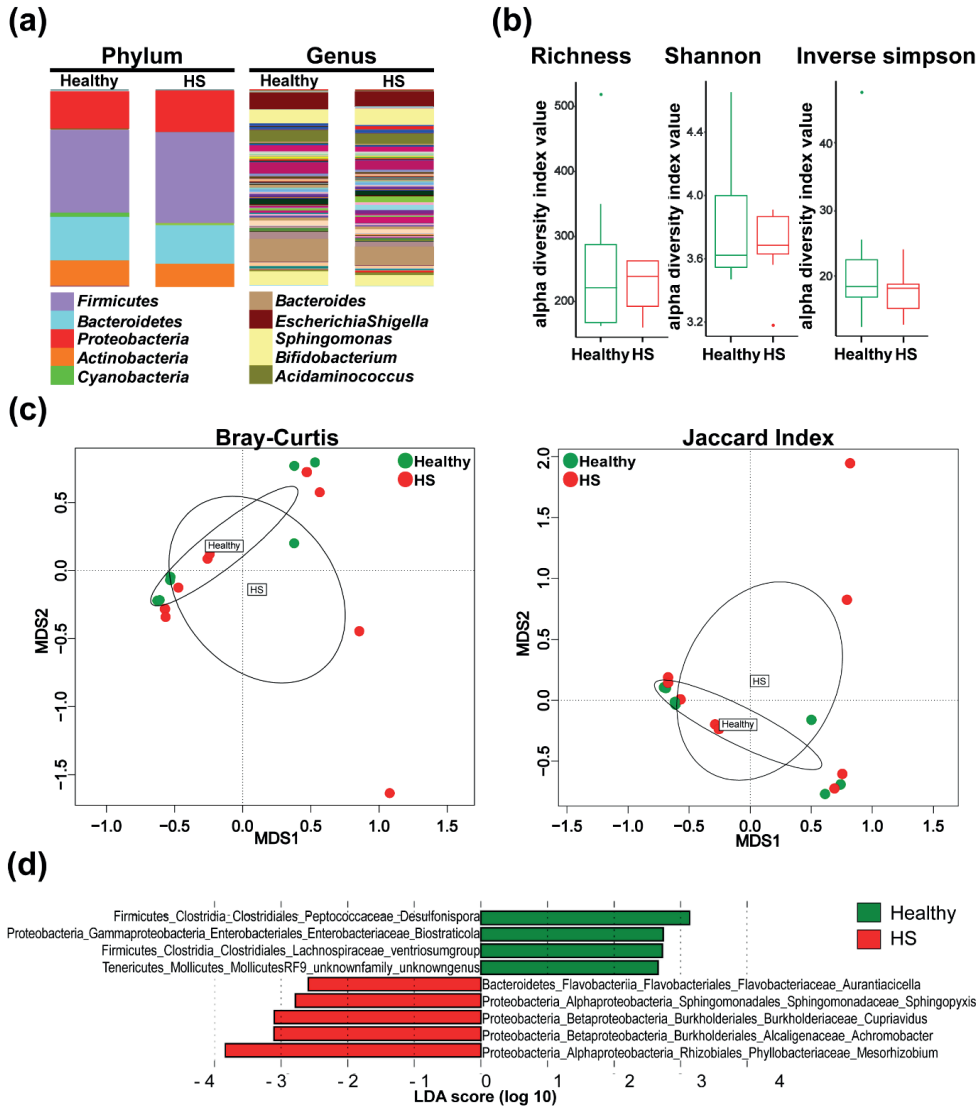 (a)
Phylum
Genus
Healthy
HS
Healthy
HS
Firmicutes
Bacteroidetes
Proteobacteria
Actinobacteria
Cyanobacteria
Bacteroides
EscherichiaShigella
Sphingomonas
Bifidobacterium
Acidaminococcus
(b)
Richness
Shannon
Inverse simpson
alpha diversity index value
500
400
300
200
Healthy HS
alpha diversity index value
4.4
4.0
3.6
3.2
Healthy HS
alpha diversity index value
40
30
20
Healthy HS
(c)
Bray-Curtis
Healthy
HS
Healthy
HS
MDS2
0.5
0.0
−0.5
−1.0
−1.5
−1.0 −0.5 0.0 0.5 1.0 1.5
MDS1
Jaccard Index
Healthy
HS
HS
Healthy
MDS2
2.0
1.5
1.0
0.5
0.0
−0.5
−1.5 −1.0 −0.5 0.0 0.5 1.0 1.5
MDS1
(d)
Firmicutes_Clostridia_Clostridiales_Peptococcaceae_Desulfonispora
Proteobacteria_Gammaproteobacteria_Enterobacteriales_Enterobacteriaceae_Biostraticola
Firmicutes_Clostridia_Clostridiales_Lachnospiraceae_ventriosumgroup
Tenericutes_Mollicutes_MollicutesRF9_unknownfamily_unknowngenus
Bacteroidetes_Flavobacteriia_Flavobacteriales_Flavobacteriaceae_Aurantiacicella
Proteobacteria_Alphaproteobacteria_Sphingomonadales_Sphingomonadaceae_Sphingopyxis
Proteobacteria_Betaproteobacteria_Burkholderiales_Burkholderiaceae_Cupriavidus
Proteobacteria_Betaproteobacteria_Burkholderiales_Alcaligenaceae_Achromobacter
Proteobacteria_Alphaproteobacteria_Rhizobiales_Phyllobacteriaceae_Mesorhizobium
Healthy
HS
- 4 - 3 - 2 - 1 0 0 1 2 3 4
LDA score (log 10)